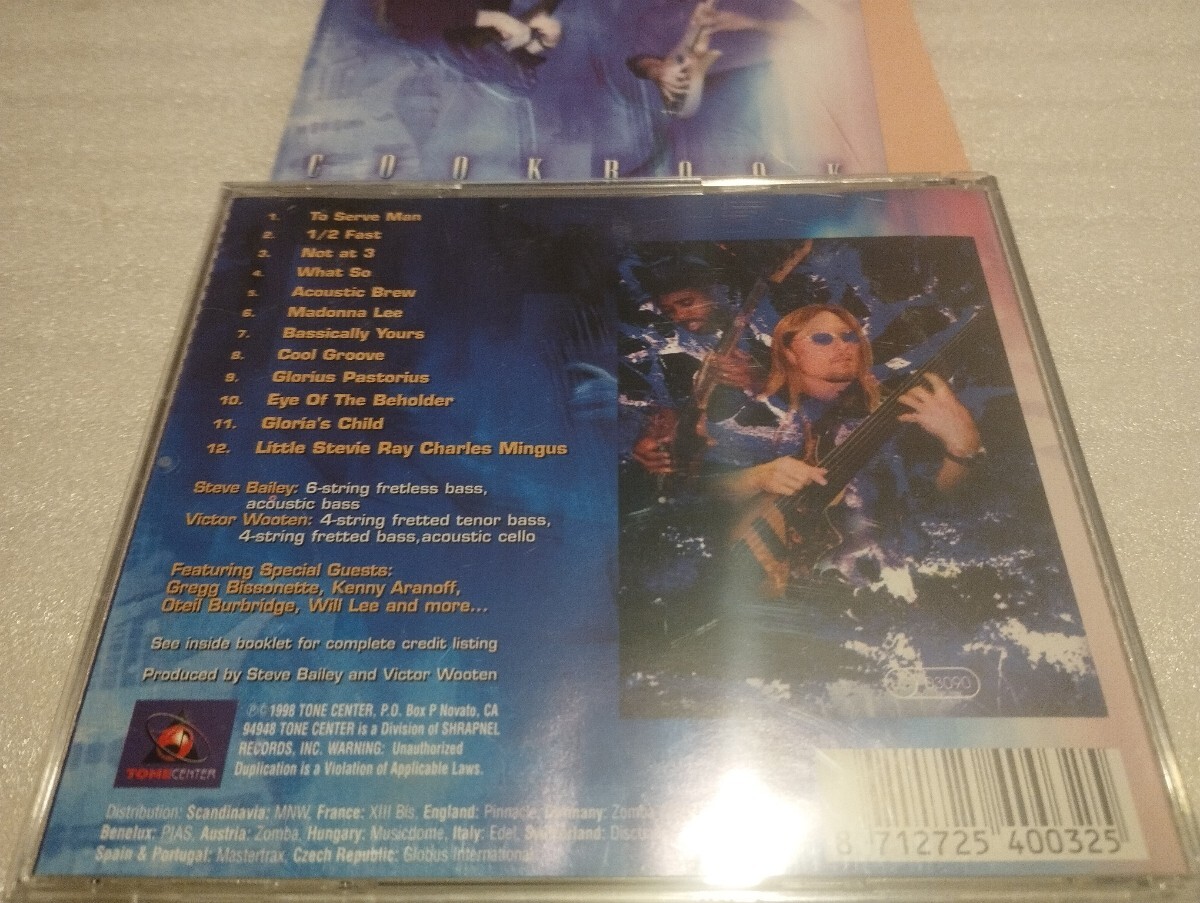 COOKBOOK
1. To Serve Man
2. 1/2 Fast
3. Not at 3
4. What So
5. Acoustic Brew
6. Madonna Lee
7. Bassically Yours
8. Cool Groove
9. Glorius Pastorius
10. Eye Of The Beholder
11. Gloria's Child
12. Little Stevie Ray Charles Mingus
Steve Bailey: 6-string fretless bass,
acoustic bass
Victor Wooten: 4-string fretted tenor bass,
4-string fretted bass,acoustic cello
Featuring Special Guests:
Gregg Bissonette, Kenny Aranoff,
Oteil Burbridge, Will Lee and more...
See inside booklet for complete credit listing
Produced by Steve Bailey and Victor Wooten
℗© 1998 TONE CENTER, P.O. Box P Novato, CA
94948 TONE CENTER is a Division of SHRAPNEL
RECORDS, INC. WARNING: Unauthorized
Duplication is a Violation of Applicable Laws.
TONECENTER
83090
Distribution: Scandinavia: MNW, France: XIII Bis, England: Pinnacle, Germany: Zomba
Benelux: PIAS, Austria: Zomba, Hungary: Musicdome, Italy: Edel, Switzerland:
Spain & Portugal: Mastertrax, Czech Republic: Globus International
8 712725 400325